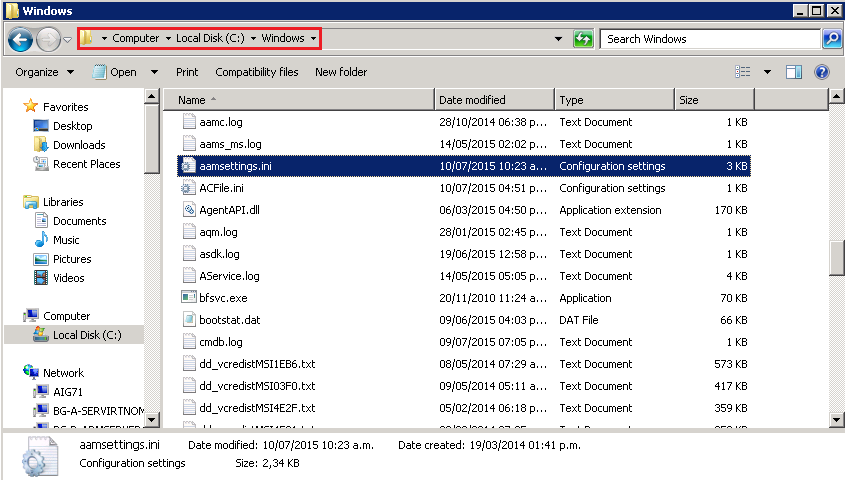 Windows
Computer Local Disk (C:) Windows
Search Windows
Organize Open Print Compatibility files New folder
Favorites
Desktop
Downloads
Recent Places
Libraries
Documents
Music
Pictures
Videos
Computer
Local Disk (C:)
Network
AIG71
BG-A-SERVIRTNOM
Name Date modified Type Size
aamc.log 28/10/2014 06:38 p... Text Document 1 KB
aams_ms.log 14/05/2015 02:02 p... Text Document 1 KB
aamsettings.ini 10/07/2015 10:23 a... Configuration settings 3 KB
ACFile.ini 10/07/2015 04:51 p... Configuration settings 1 KB
AgentAPI.dll 06/03/2015 04:50 p... Application extension 170 KB
aqm.log 28/01/2015 02:45 p... Text Document 1 KB
asdk.log 19/06/2015 12:58 p... Text Document 1 KB
AService.log 14/05/2015 05:05 p... Text Document 4 KB
bfsvc.exe 20/11/2010 11:24 a... Application 70 KB
bootstat.dat 09/06/2015 04:03 p... DAT File 66 KB
cmdb.log 09/07/2015 07:05 p... Text Document 1 KB
dd_vcredistMSI1EB6.txt 08/05/2014 07:29 a... Text Document 573 KB
dd_vcredistMSI03F0.txt 09/05/2014 05:11 a... Text Document 417 KB
dd_vcredistMSI4E2F.txt 05/02/2014 06:18 p... Text Document 359 KB
aamsettings.ini Date modified: 10/07/2015 10:23 a.m. Date created: 19/03/2014 01:41 p.m.
Configuration settings Size: 2,34 KB